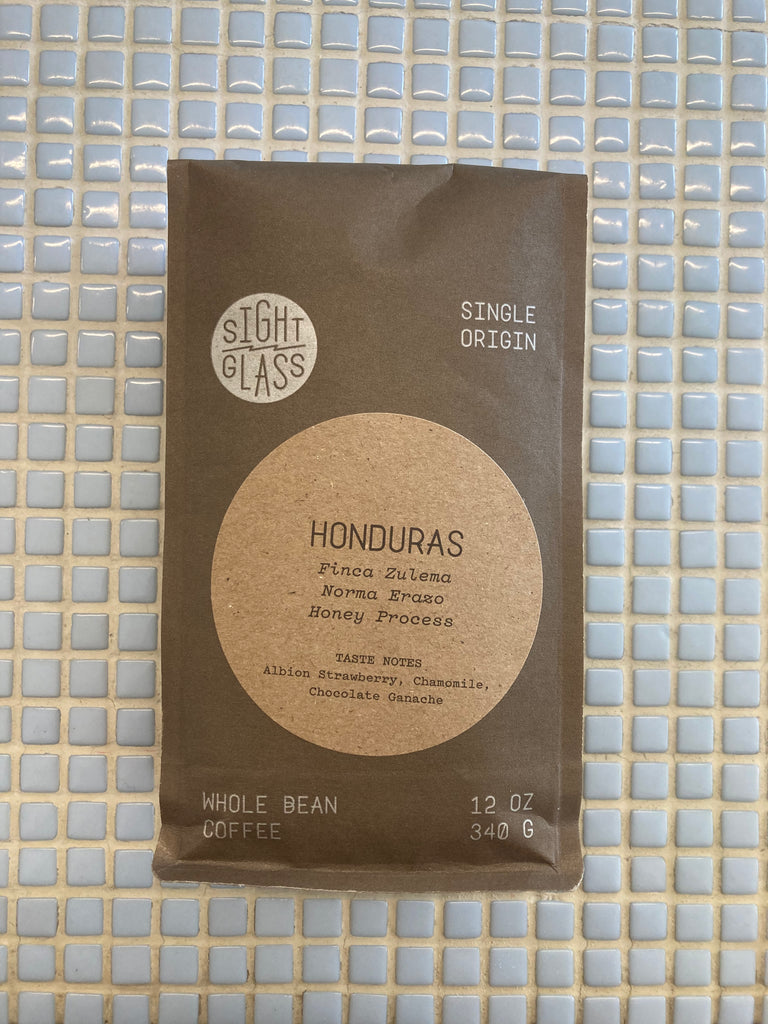 SIGHT
GLASS
SINGLE
ORIGIN
HONDURAS
Finca Zulema
Norma Erazo
Honey Process
TASTE NOTES
Albion Strawberry, Chamomile,
Chocolate Ganache
WHOLE BEAN
COFFEE
12 OZ
340 G